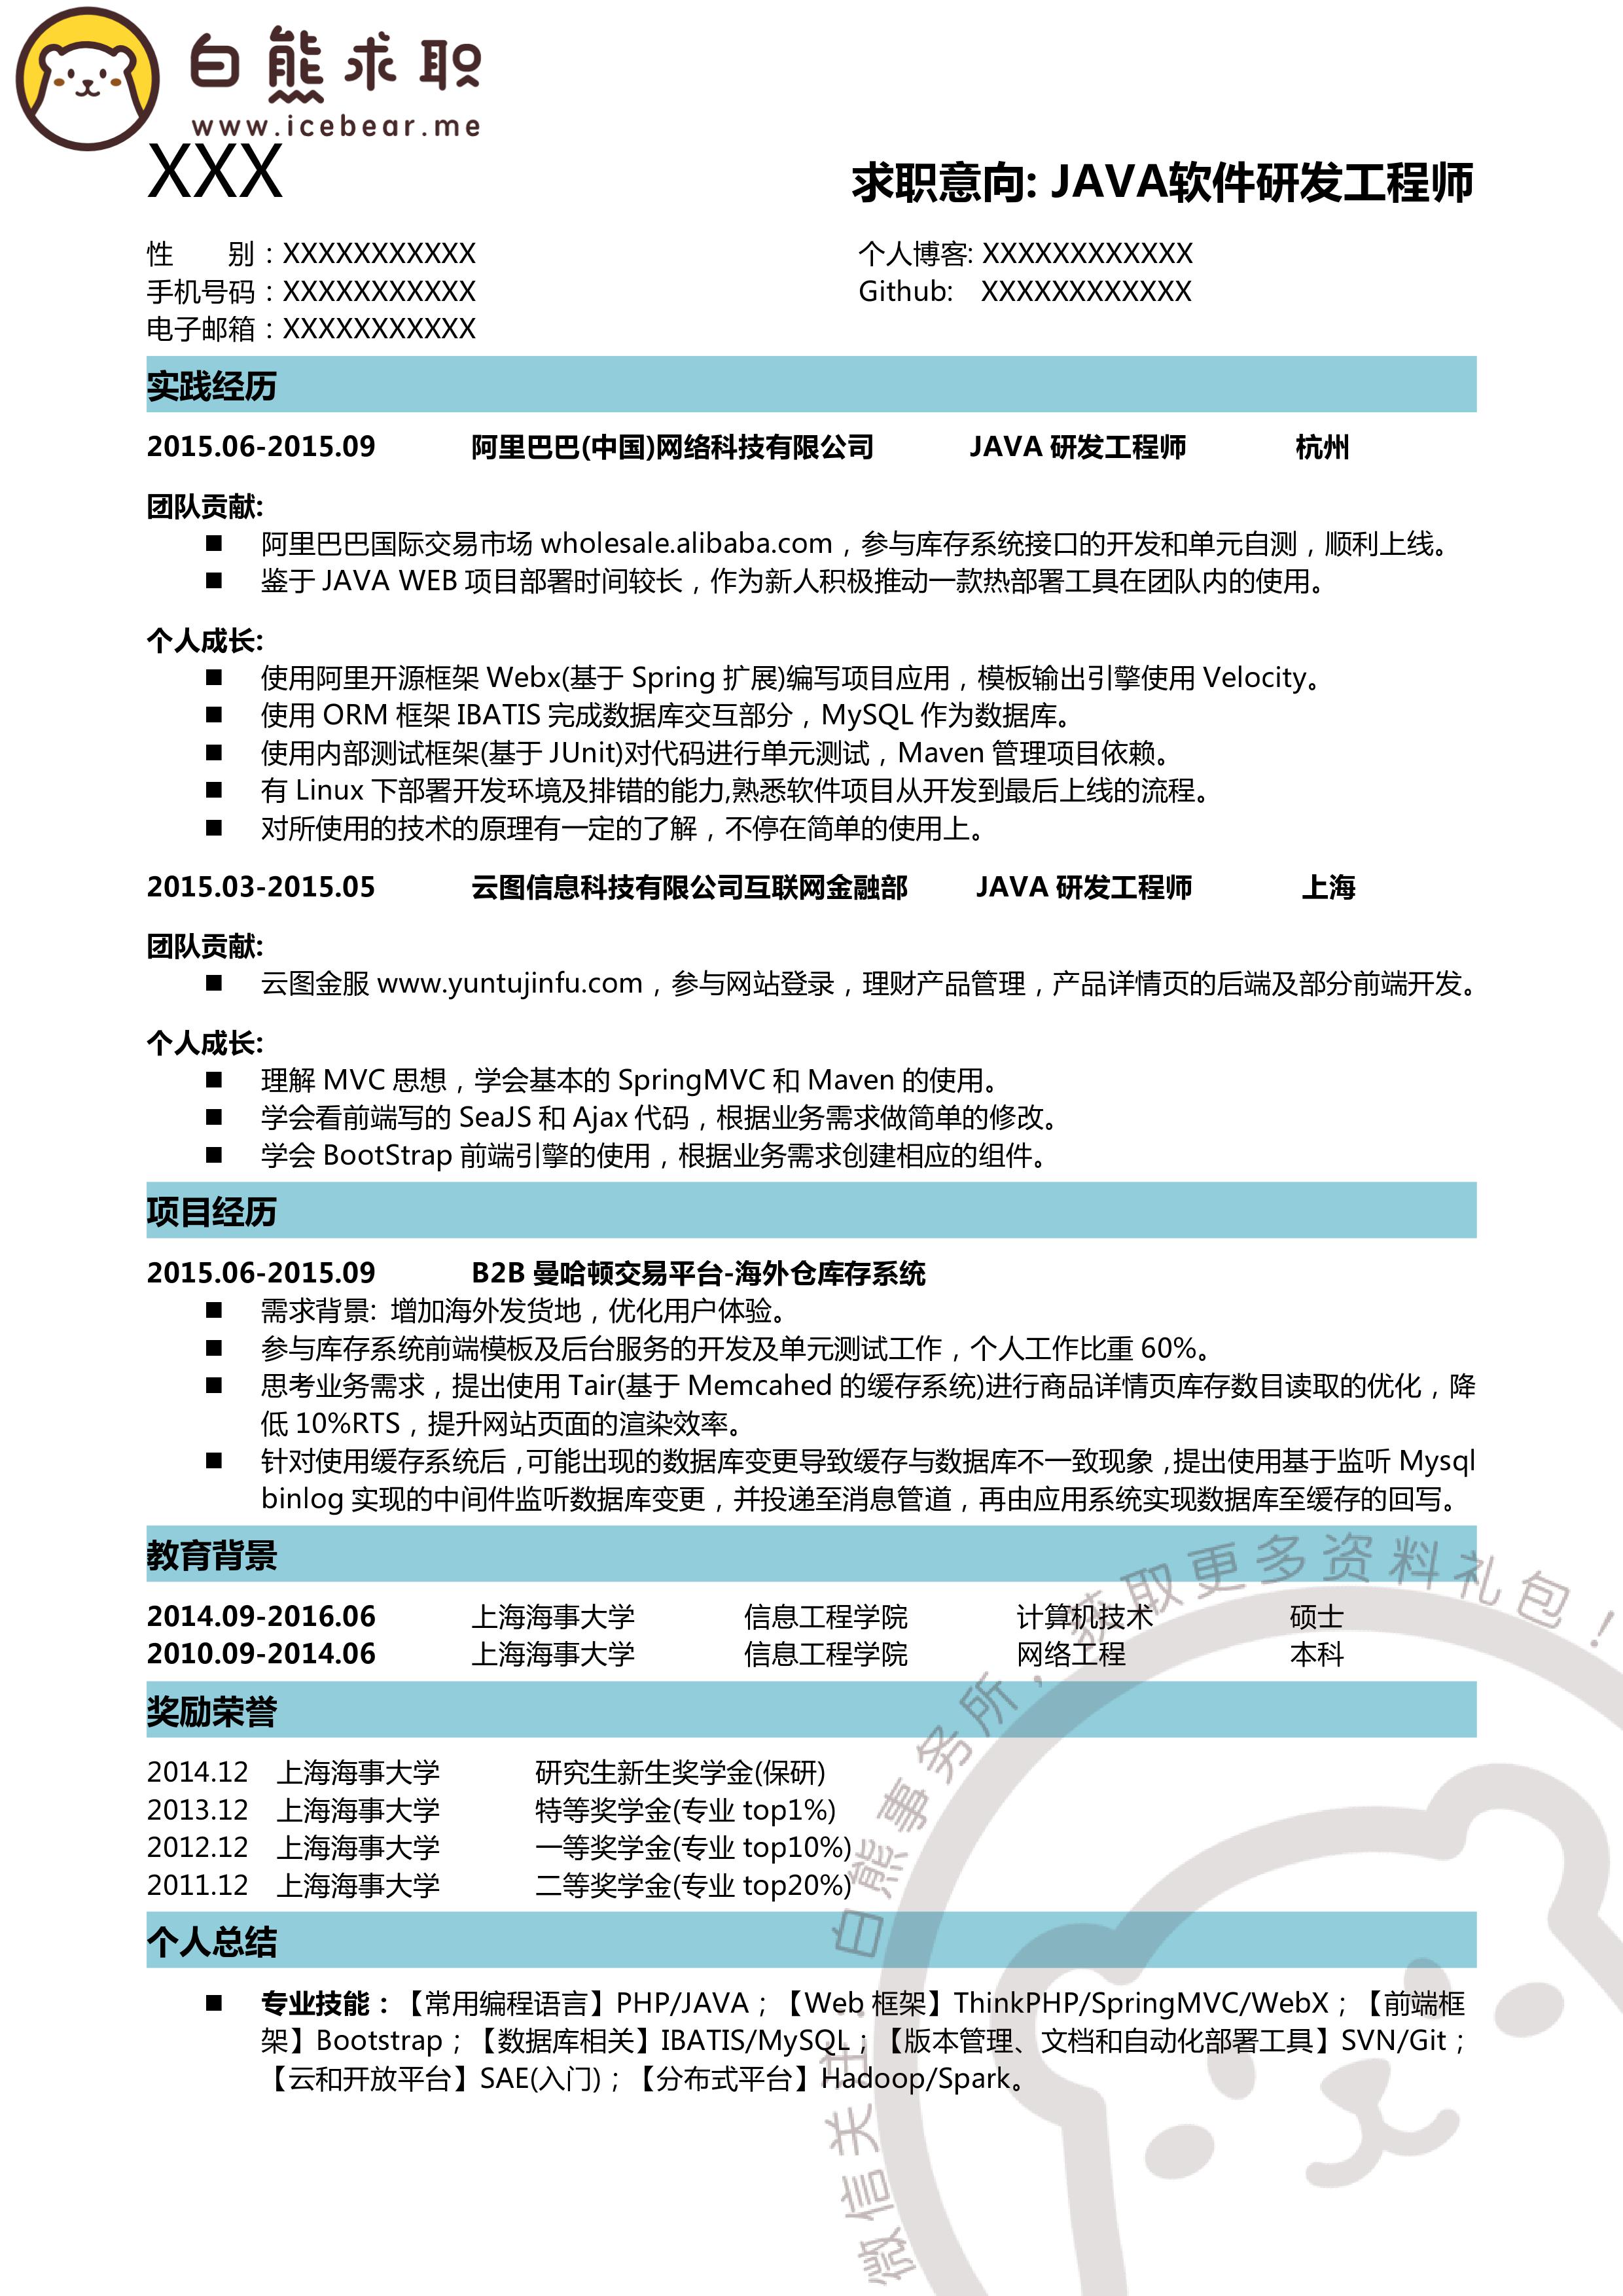 白熊求职
www.icebear.me
XXX
求职意向: JAVA软件研发工程师
性　　别：XXXXXXXXXXX
个人博客: XXXXXXXXXXXX
手机号码：XXXXXXXXXXX
Github: XXXXXXXXXXXX
电子邮箱：XXXXXXXXXXX
实践经历
2015.06-2015.09 阿里巴巴(中国)网络科技有限公司 JAVA 研发工程师 杭州
团队贡献:
■ 阿里巴巴国际交易市场 wholesale.alibaba.com，参与库存系统接口的开发和单元自测，顺利上线。
■ 鉴于 JAVA WEB 项目部署时间较长，作为新人积极推动一款热部署工具在团队内的使用。
个人成长:
■ 使用阿里开源框架 Webx(基于 Spring 扩展)编写项目应用，模板输出引擎使用 Velocity。
■ 使用 ORM 框架 IBATIS 完成数据库交互部分，MySQL 作为数据库。
■ 使用内部测试框架(基于 JUnit)对代码进行单元测试，Maven 管理项目依赖。
■ 有 Linux 下部署开发环境及排错的能力,熟悉软件项目从开发到最后上线的流程。
■ 对所使用的技术的原理有一定的了解，不停在简单的使用上。
2015.03-2015.05 云图信息科技有限公司互联网金融部 JAVA 研发工程师 上海
团队贡献:
■ 云图金服 www.yuntujinfu.com，参与网站登录，理财产品管理，产品详情页的后端及部分前端开发。
个人成长:
■ 理解 MVC 思想，学会基本的 SpringMVC 和 Maven 的使用。
■ 学会看前端写的 SeaJS 和 Ajax 代码，根据业务需求做简单的修改。
■ 学会 BootStrap 前端引擎的使用，根据业务需求创建相应的组件。
项目经历
2015.06-2015.09 B2B 曼哈顿交易平台-海外仓库存系统
■ 需求背景: 增加海外发货地，优化用户体验。
■ 参与库存系统前端模板及后台服务的开发及单元测试工作，个人工作比重 60%。
■ 思考业务需求，提出使用 Tair(基于 Memcahed 的缓存系统)进行商品详情页库存数目读取的优化，降
低 10%RTS，提升网站页面的渲染效率。
■ 针对使用缓存系统后,可能出现的数据库变更导致缓存与数据库不一致现象,提出使用基于监听 Mysql
binlog 实现的中间件监听数据库变更，并投递至消息管道，再由应用系统实现数据库至缓存的回写。
教育背景
2014.09-2016.06 上海海事大学 信息工程学院 计算机技术 硕士
2010.09-2014.06 上海海事大学 信息工程学院 网络工程 本科
奖励荣誉
2014.12 上海海事大学 研究生新生奖学金(保研)
2013.12 上海海事大学 特等奖学金(专业 top1%)
2012.12 上海海事大学 一等奖学金(专业 top10%)
2011.12 上海海事大学 二等奖学金(专业 top20%)
个人总结
■ 专业技能：【常用编程语言】PHP/JAVA；【Web 框架】ThinkPHP/SpringMVC/WebX；【前端框
架】Bootstrap；【数据库相关】IBATIS/MySQL；【版本管理、文档和自动化部署工具】SVN/Git；
【云和开放平台】SAE(入门)；【分布式平台】Hadoop/Spark。
微信关注：白熊事务所，获取更多资料礼包！